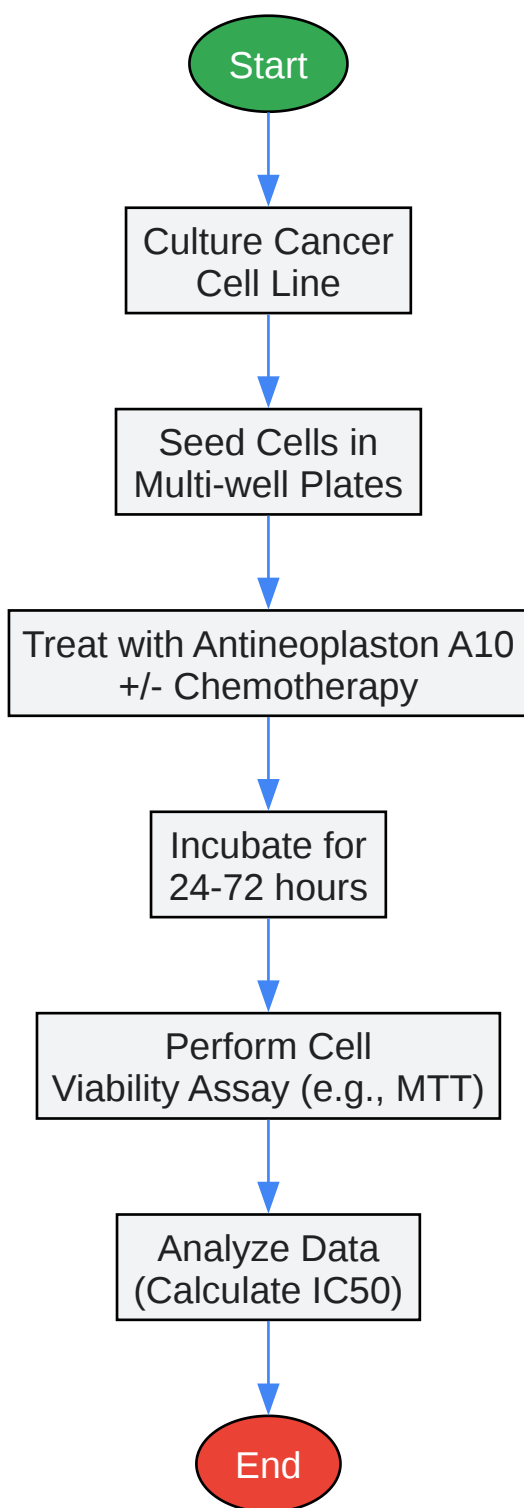 Start
Culture Cancer
Cell Line
Seed Cells in
Multi-well Plates
Treat with Antineoplaston A10
+/- Chemotherapy
Incubate for
24-72 hours
Perform Cell
Viability Assay (e.g., MTT)
Analyze Data
(Calculate IC50)
End